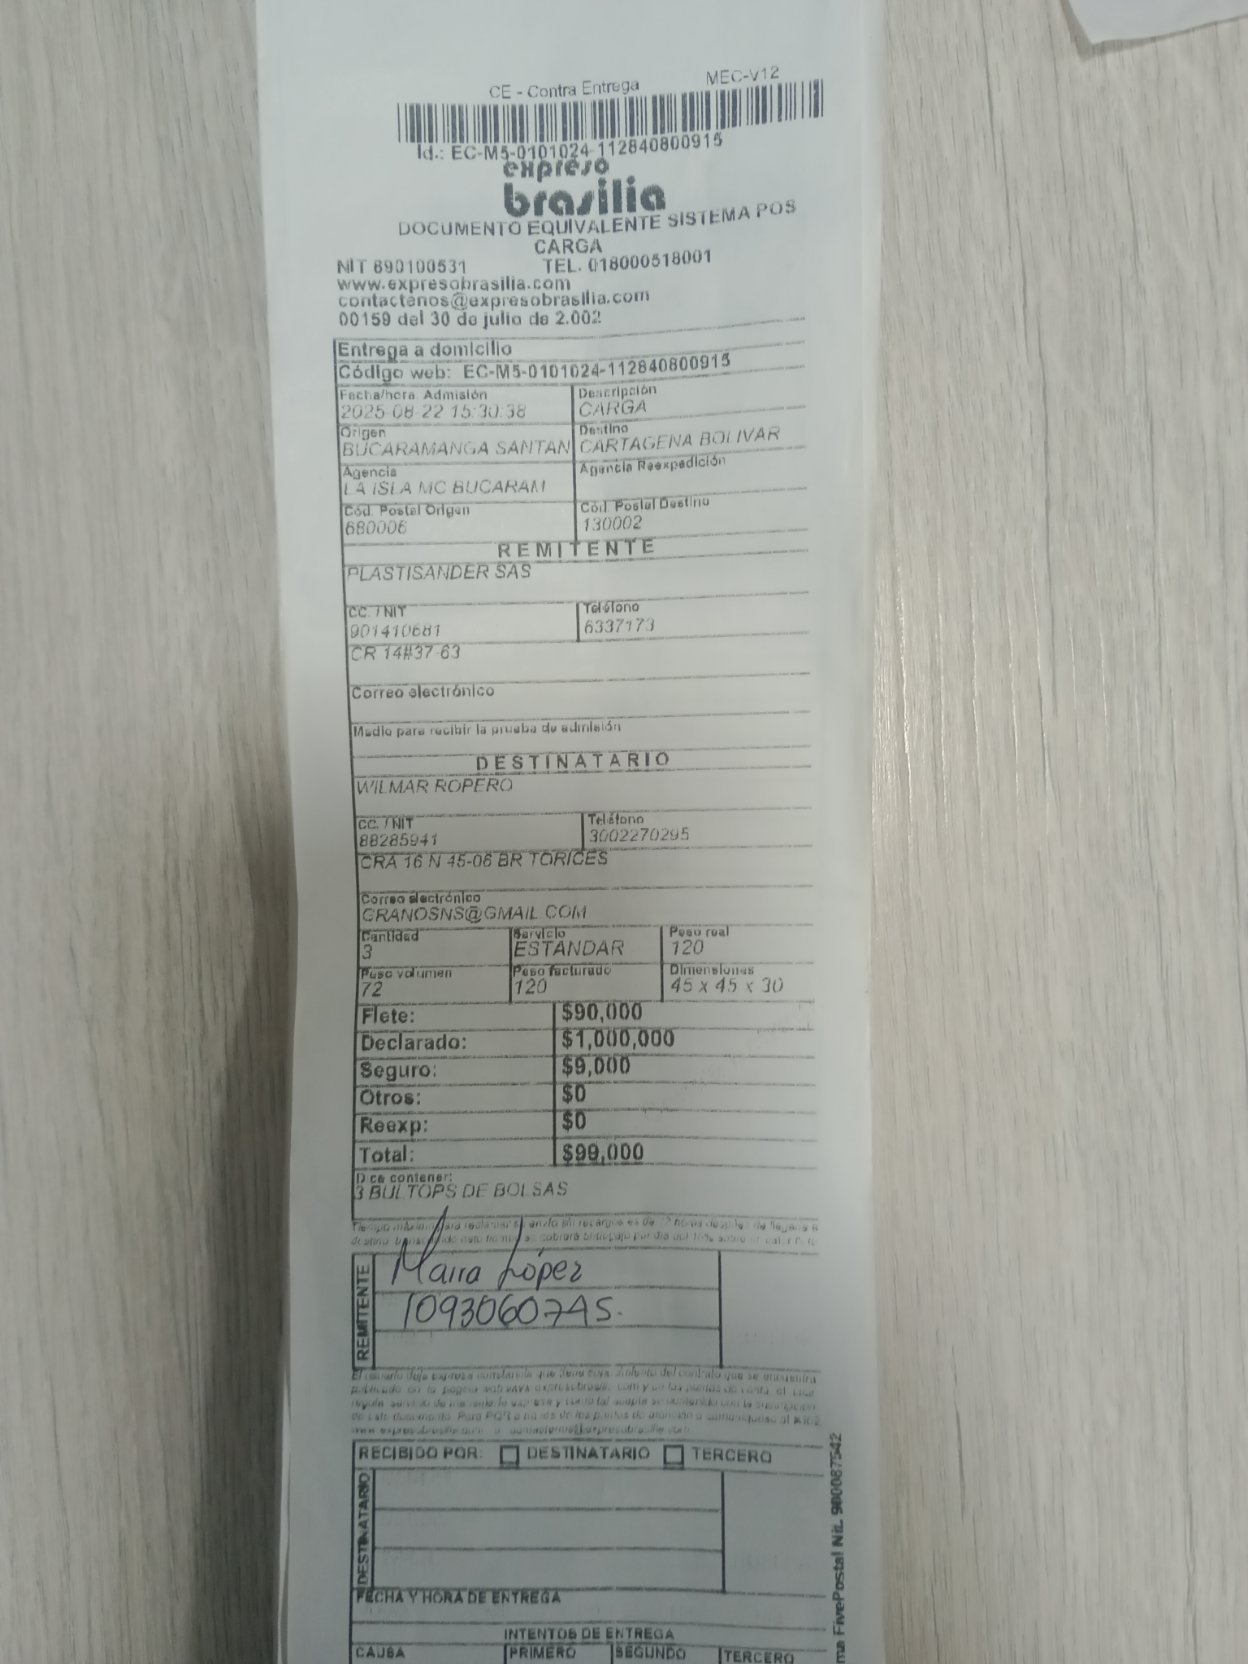 CE - Contra Entrega MEC-V12
Id.: EC-M5-0101024-112840800915
expreso
brasilia
DOCUMENTO EQUIVALENTE SISTEMA POS
CARGA
NIT 890100531 TEL. 018000518001
www.expresobrasilia.com
contactenos@expresobrasilia.com
00159 del 30 de julio de 2.002
Entrega a domicilio
Código web: EC-M5-0101024-112840800915
Fecha/hora Admisión Descripción
2025-08-22 15:30:38 CARGA
Origen Destino
BUCARAMANGA SANTAN CARTAGENA BOLIVAR
Agencia Agencia Reexpedición
LA ISLA MC BUCARAM
Cód. Postal Origen Cód. Postal Destino
680006 130002
REMITENTE
PLASTISANDER SAS
CC. / NIT Teléfono
901410681 6337173
CR 14#37-63
Correo electrónico
Medio para recibir la prueba de admisión
DESTINATARIO
WILMAR ROPERO
CC. / NIT Teléfono
88285941 3002270295
CRA 16 N 45-06 BR TORICES
Correo electrónico
GRANOSNS@GMAIL.COM
Cantidad Servicio Peso real
3 ESTANDAR 120
Peso volumen Peso facturado Dimensiones
72 120 45 x 45 x 30
Flete: $90,000
Declarado: $1,000,000
Seguro: $9,000
Otros: $0
Reexp: $0
Total: $99,000
Dice contener:
3 BULTOPS DE BOLSAS
REMITENTE
Maira López
1093060745.
RECIBIDO POR: DESTINATARIO TERCERO
DESTINATARIO
FECHA Y HORA DE ENTREGA
INTENTOS DE ENTREGA
CAUSA PRIMERO SEGUNDO TERCERO
ma FivePostal Nit. 900087542